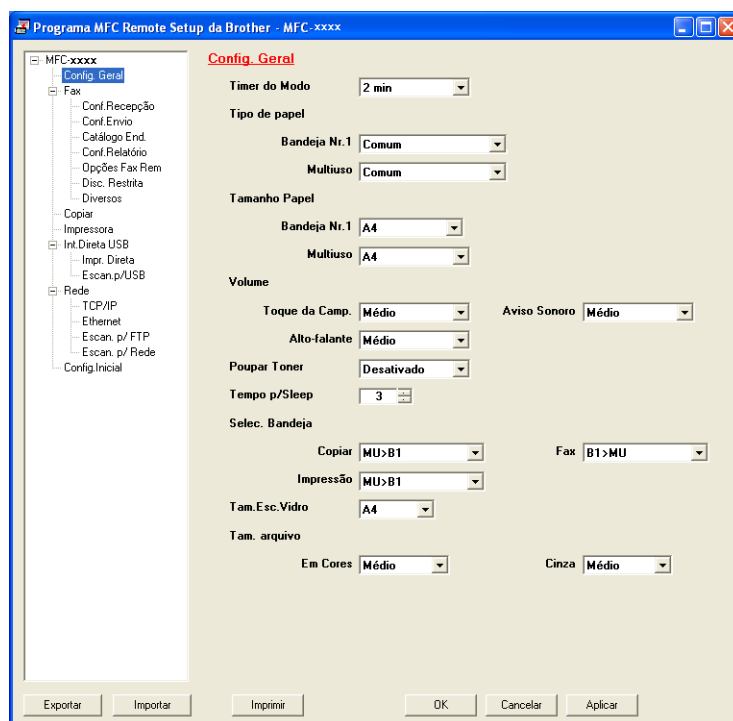 Programa MFC Remote Setup da Brother - MFC-xxxx
MFC-xxxx
Config. Geral
Fax
Conf.Recepção
Conf.Envio
Catálogo End.
Conf.Relatório
Opções Fax Rem
Disc. Restrita
Diversos
Copiar
Impressora
Int.Direta USB
Impr. Direta
Escan.p/USB
Rede
TCP/IP
Ethernet
Escan. p/ FTP
Escan. p/ Rede
Config.Inicial
Config. Geral
Timer do Modo 2 min
Tipo de papel
Bandeja Nr.1 Comum
Multiuso Comum
Tamanho Papel
Bandeja Nr.1 A4
Multiuso A4
Volume
Toque da Camp. Médio Aviso Sonoro Médio
Alto-falante Médio
Poupar Toner Desativado
Tempo p/Sleep 3
Selec. Bandeja
Copiar MU>B1 Fax B1>MU
Impressão MU>B1
Tam.Esc.Vidro A4
Tam. arquivo
Em Cores Médio Cinza Médio
Exportar Importar Imprimir OK Cancelar Aplicar